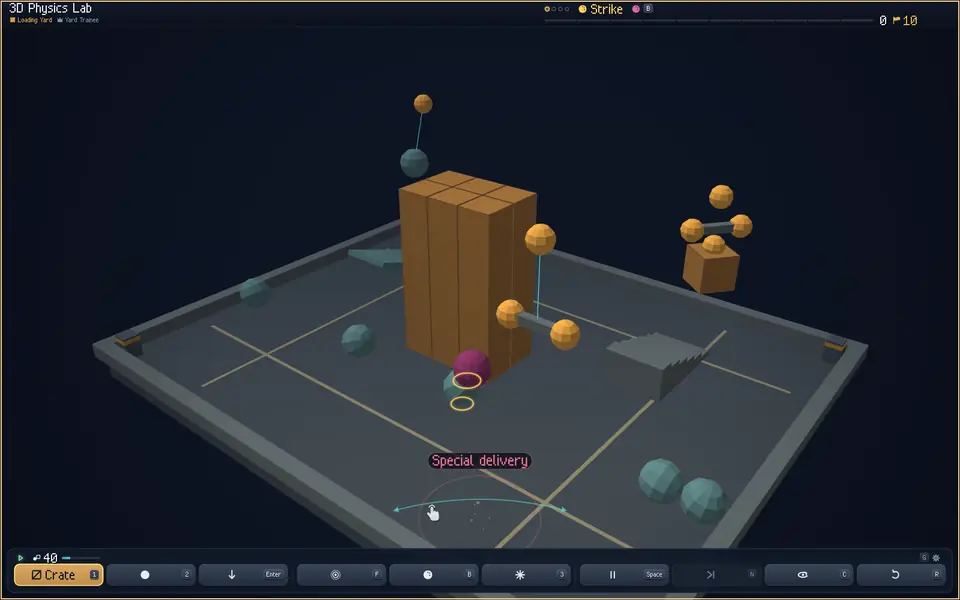 3D Physics Lab
Loading Yard Yard Trainee
Strike B
0 10
Special delivery
40
G
Crate 1
2
Enter
F
B
3
Space
N
C
R